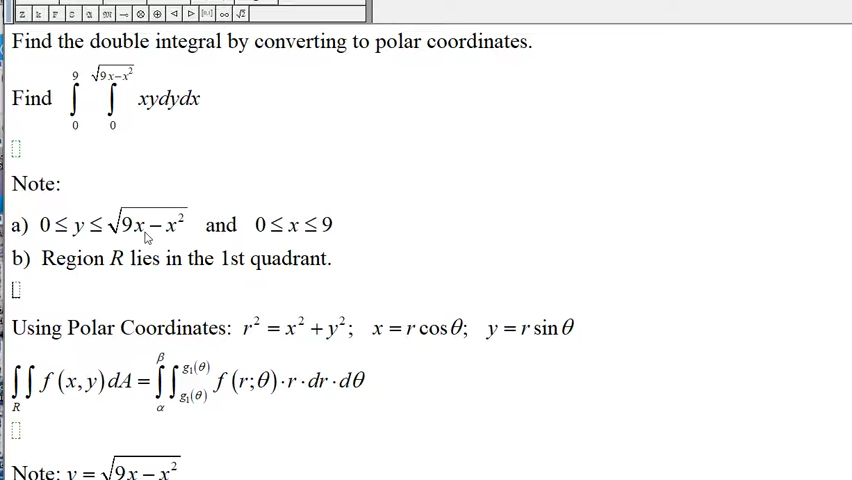 Find the double integral by converting to polar coordinates.
Find ∫₀⁹ ∫₀^√(9x−x²) xydydx
Note:
a) 0 ≤ y ≤ √(9x − x²) and 0 ≤ x ≤ 9
b) Region R lies in the 1st quadrant.
Using Polar Coordinates: r² = x² + y²; x = r cos θ; y = r sin θ
∫∫_R f(x, y)dA = ∫_α^β ∫_{g₁(θ)}^{g₁(θ)} f(r;θ)·r·dr·dθ
Note: y = √(9x − x²)